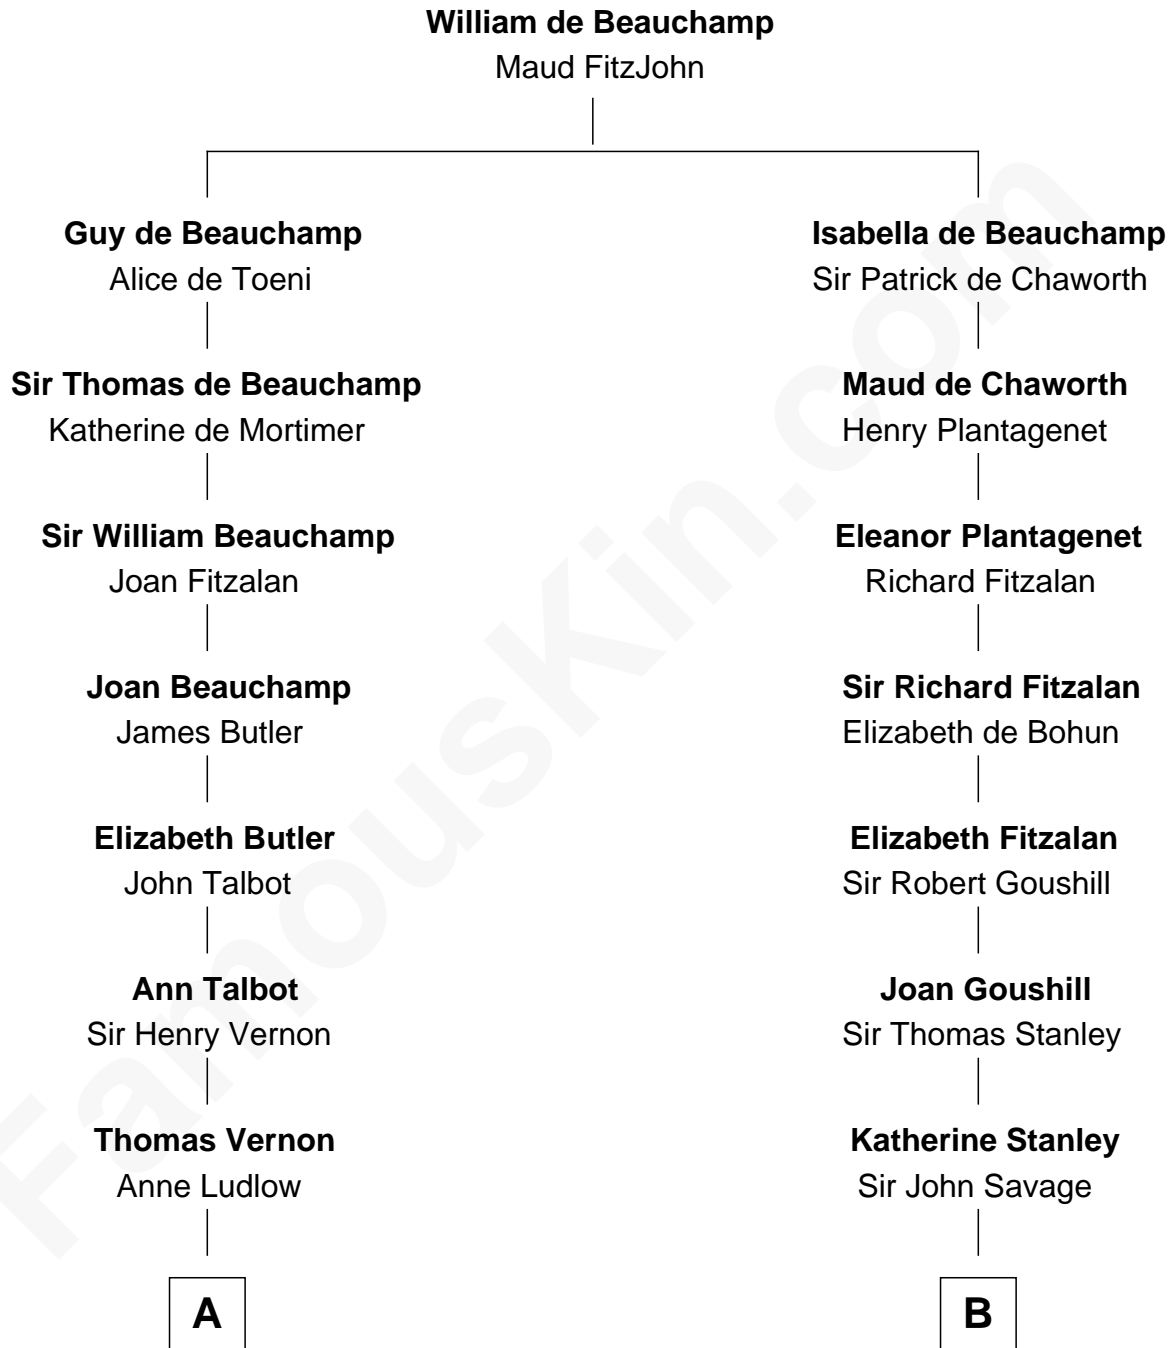 William de Beauchamp
Maud FitzJohn
Guy de Beauchamp
Alice de Toeni
Isabella de Beauchamp
Sir Patrick de Chaworth
Sir Thomas de Beauchamp
Katherine de Mortimer
Maud de Chaworth
Henry Plantagenet
Sir William Beauchamp
Joan Fitzalan
Eleanor Plantagenet
Richard Fitzalan
Joan Beauchamp
James Butler
Sir Richard Fitzalan
Elizabeth de Bohun
Elizabeth Butler
John Talbot
Elizabeth Fitzalan
Sir Robert Goushill
Ann Talbot
Sir Henry Vernon
Joan Goushill
Sir Thomas Stanley
Thomas Vernon
Anne Ludlow
Katherine Stanley
Sir John Savage
A
B
FamousKin.com